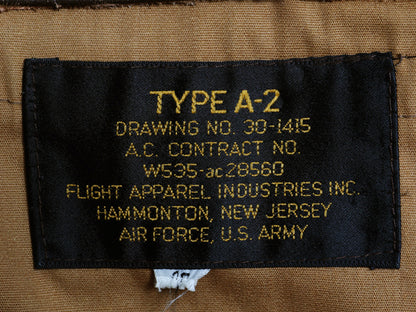 TYPE A-2
DRAWING NO. 30-1415
A.C. CONTRACT NO.
W535-ac28560
FLIGHT APPAREL INDUSTRIES INC.
HAMMONTON, NEW JERSEY
AIR FORCE, U.S. ARMY